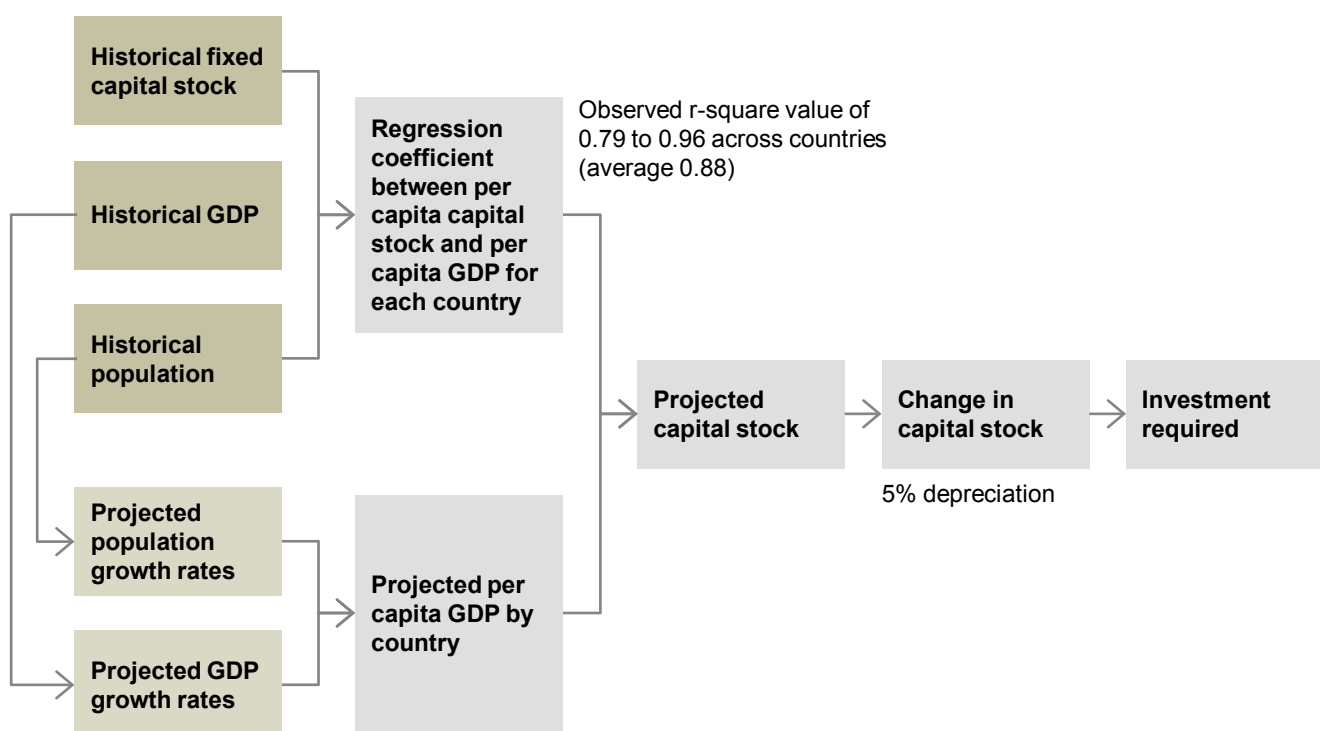 Historical fixed
capital stock
Historical GDP
Historical
population
Projected
population
growth rates
Projected GDP
growth rates
Regression
coefficient
between per
capita capital
stock and per
capita GDP for
each country
Observed r-square value of
0.79 to 0.96 across countries
(average 0.88)
Projected per
capita GDP by
country
Projected
capital stock
Change in
capital stock
5% depreciation
Investment
required